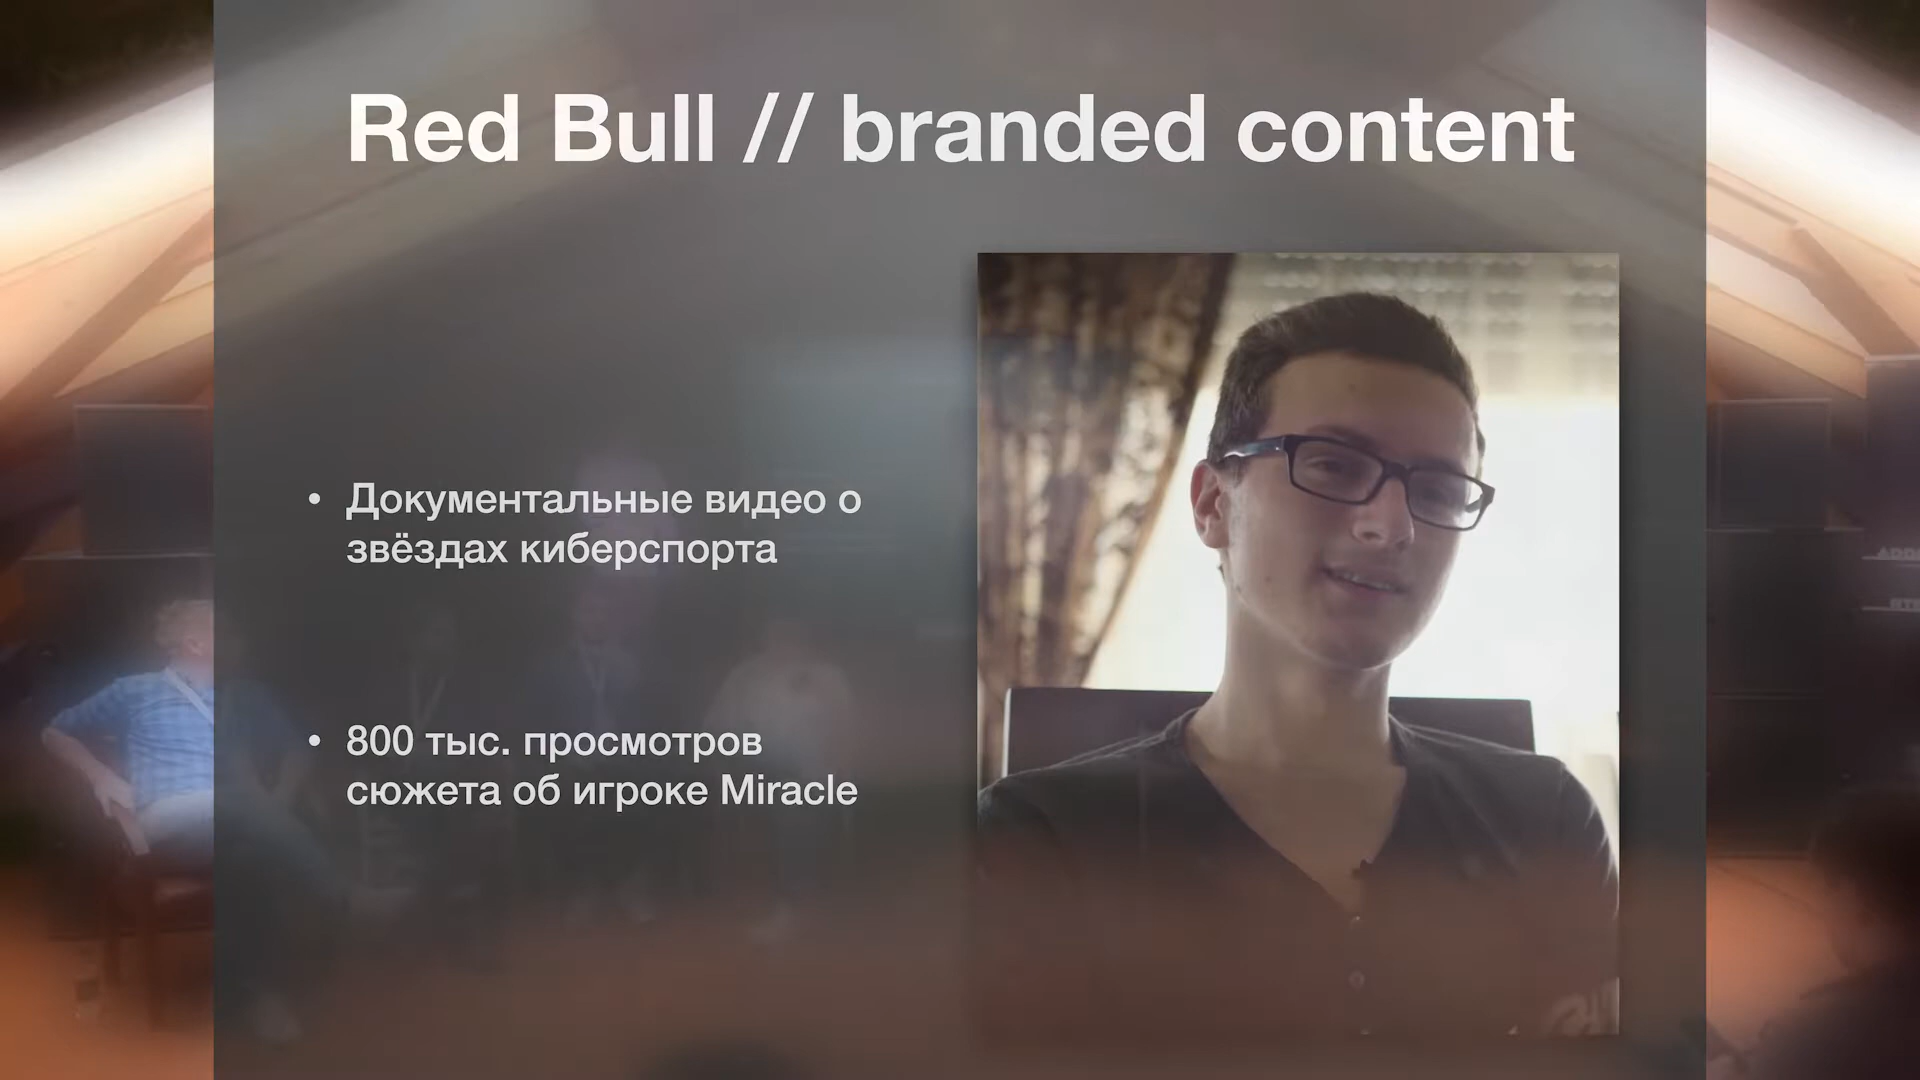 Red Bull // branded content
• Документальные видео о
звёздах киберспорта
• 800 тыс. просмотров
сюжета об игроке Miracle